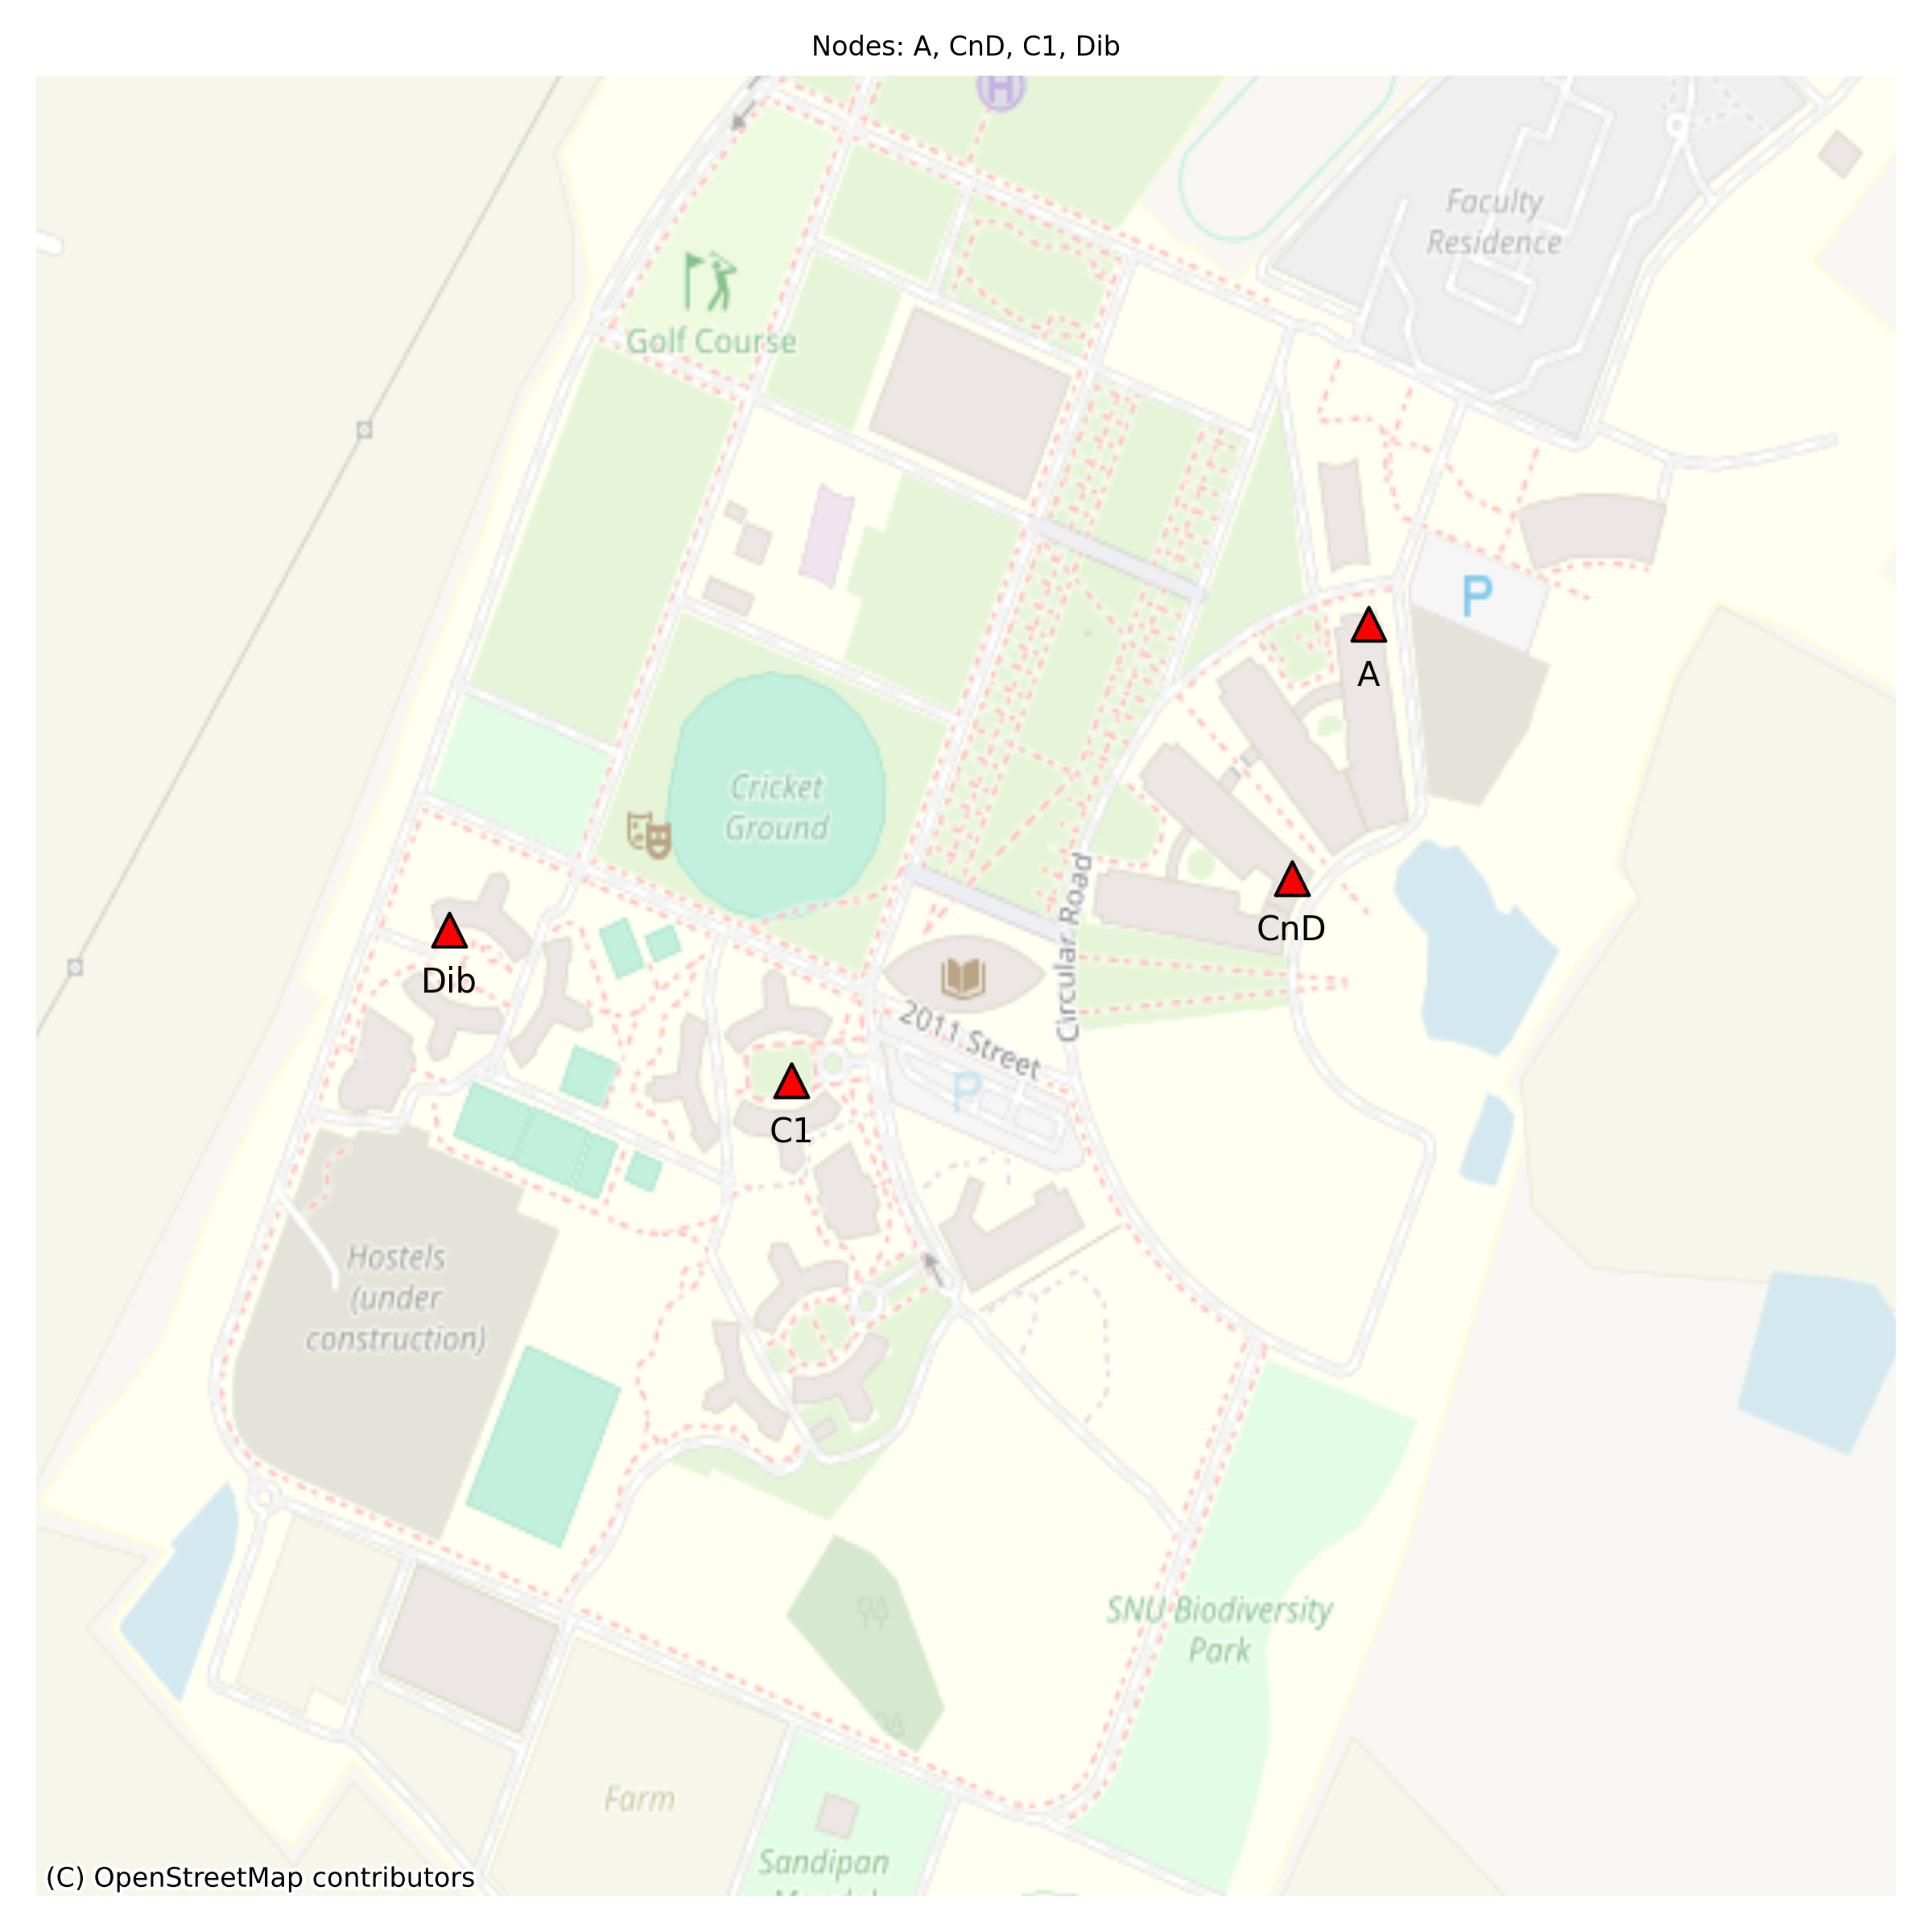 Nodes: A, CnD, C1, Dib
H
Faculty
Residence
Golf Course
P
A
Cricket
Ground
Circular Road
CnD
Dib
2011 Street
P
C1
Hostels
(under
construction)
SNU Biodiversity
Park
Farm
Sandipan
(C) OpenStreetMap contributors